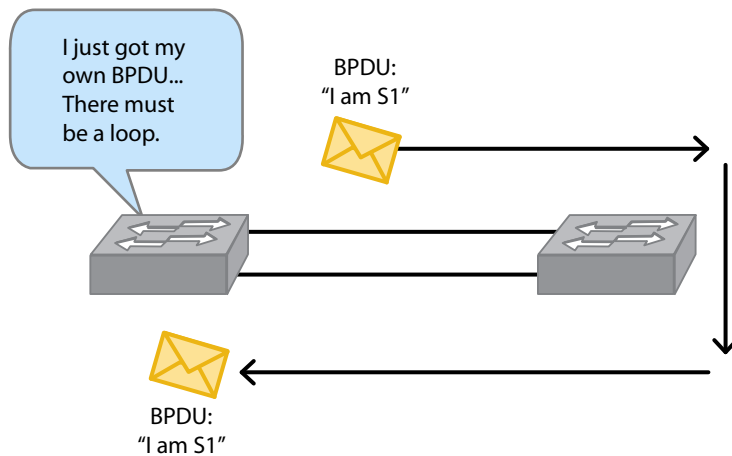 I just got my
own BPDU...
There must
be a loop.
BPDU:
“I am S1”
BPDU:
“I am S1”